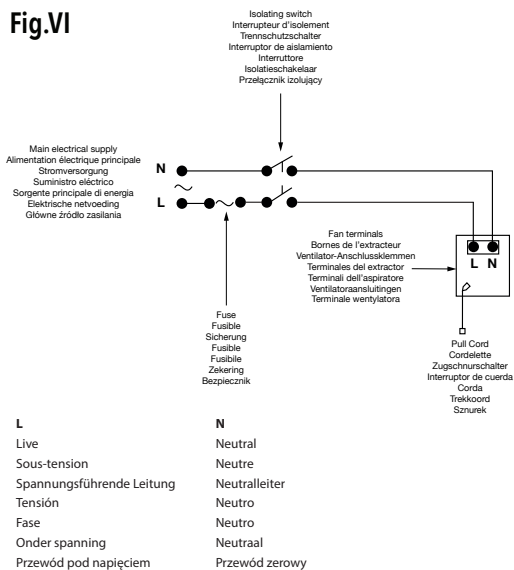 Fig.VI
Isolating switch
Interrupteur d'isolement
Trennschutzschalter
Interruptor de aislamiento
Interruttore
Isolatieschakelaar
Przełącznik izolujący
Main electrical supply
Alimentation électrique principale
Stromversorgung
Suministro eléctrico
Sorgente principale di energia
Elektrische netvoeding
Główne źródło zasilania
N
L
Fan terminals
Bornes de l'extracteur
Ventilator-Anschlussklemmen
Terminales del extractor
Terminali dell'aspiratore
Ventilatoraansluitingen
Terminale wentylatora
L N
Fuse
Fusible
Sicherung
Fusible
Fusibile
Zekering
Bezpiecznik
Pull Cord
Cordelette
Zugschnurschalter
Interruptor de cuerda
Corda
Trekkoord
Sznurek
L N
Live Neutral
Sous-tension Neutre
Spannungsführende Leitung Neutralleiter
Tensión Neutro
Fase Neutro
Onder spanning Neutraal
Przewód pod napięciem Przewód zerowy